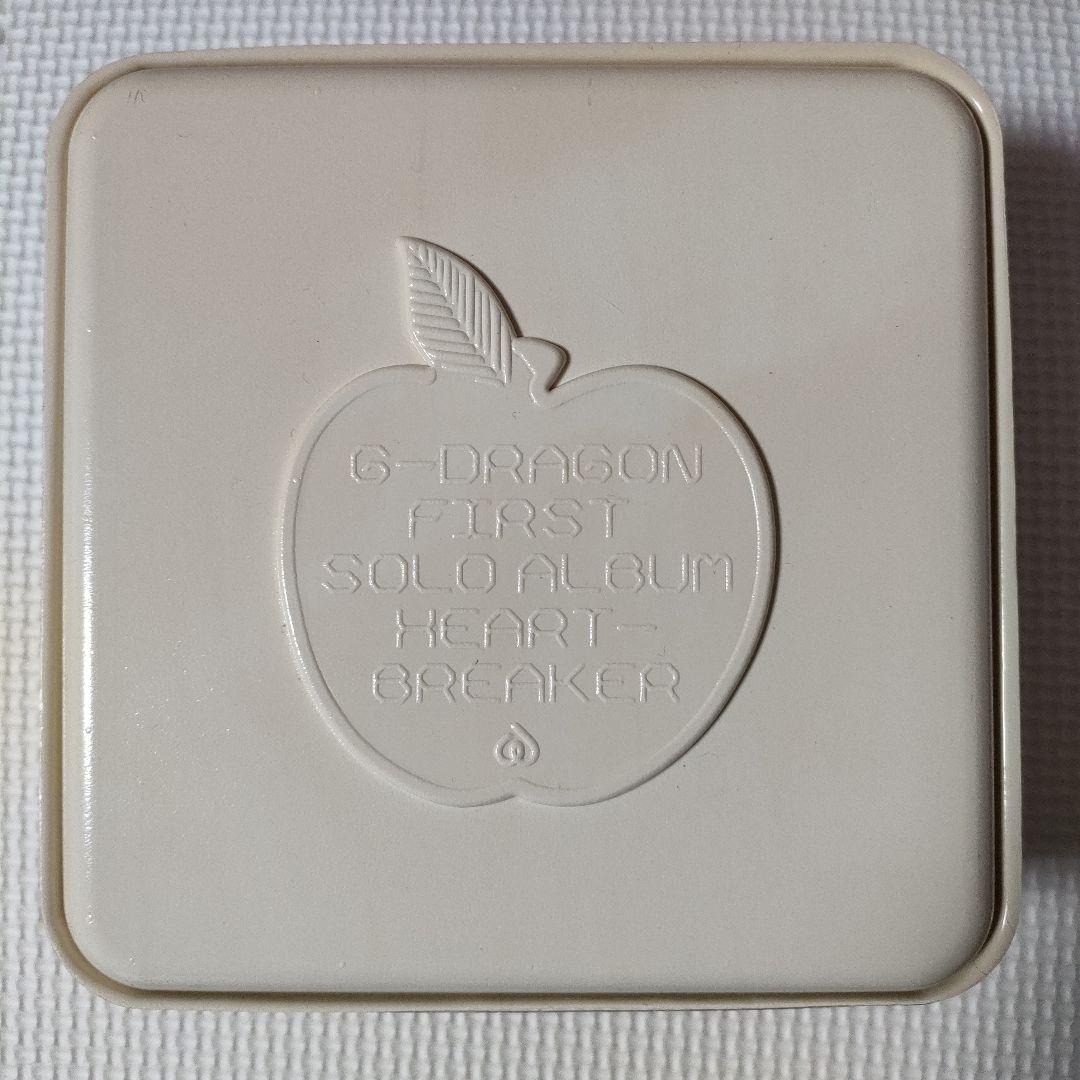 G-DRAGON
FIRST
SOLO ALBUM
HEART-
BREAKER